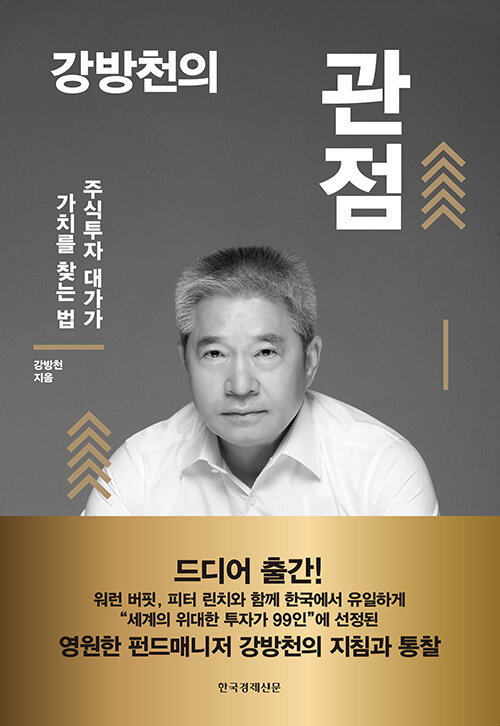 강방천의
관점
주식투자 대가가
가치를 찾는 법
강방천
지음
드디어 출간!
워런 버핏, 피터 린치와 함께 한국에서 유일하게
“세계의 위대한 투자가 99인”에 선정된
영원한 펀드매니저 강방천의 지침과 통찰
한국경제신문